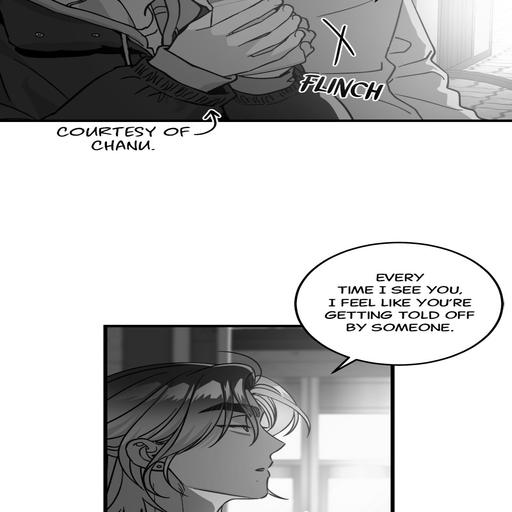 FLINCH
COURTESY OF
CHANU.
EVERY
TIME I SEE YOU,
I FEEL LIKE YOU'RE
GETTING TOLD OFF
BY SOMEONE.